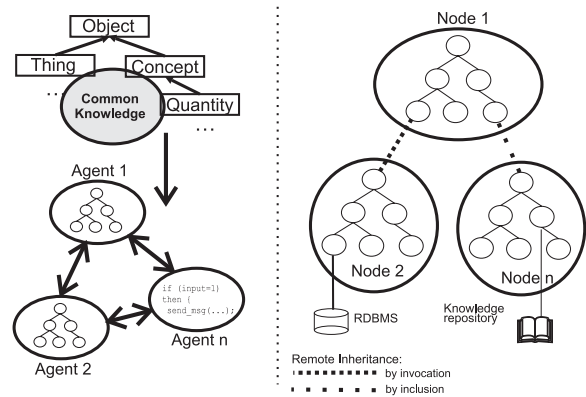 Object
Thing
Concept
...
Common
Knowledge
Quantity
...
Agent 1
if (input=1)
then {
send_msg(...);
Agent n
Agent 2
Node 1
Node 2
Node n
RDBMS
Knowledge
repository
Remote Inheritance:
by invocation
by inclusion